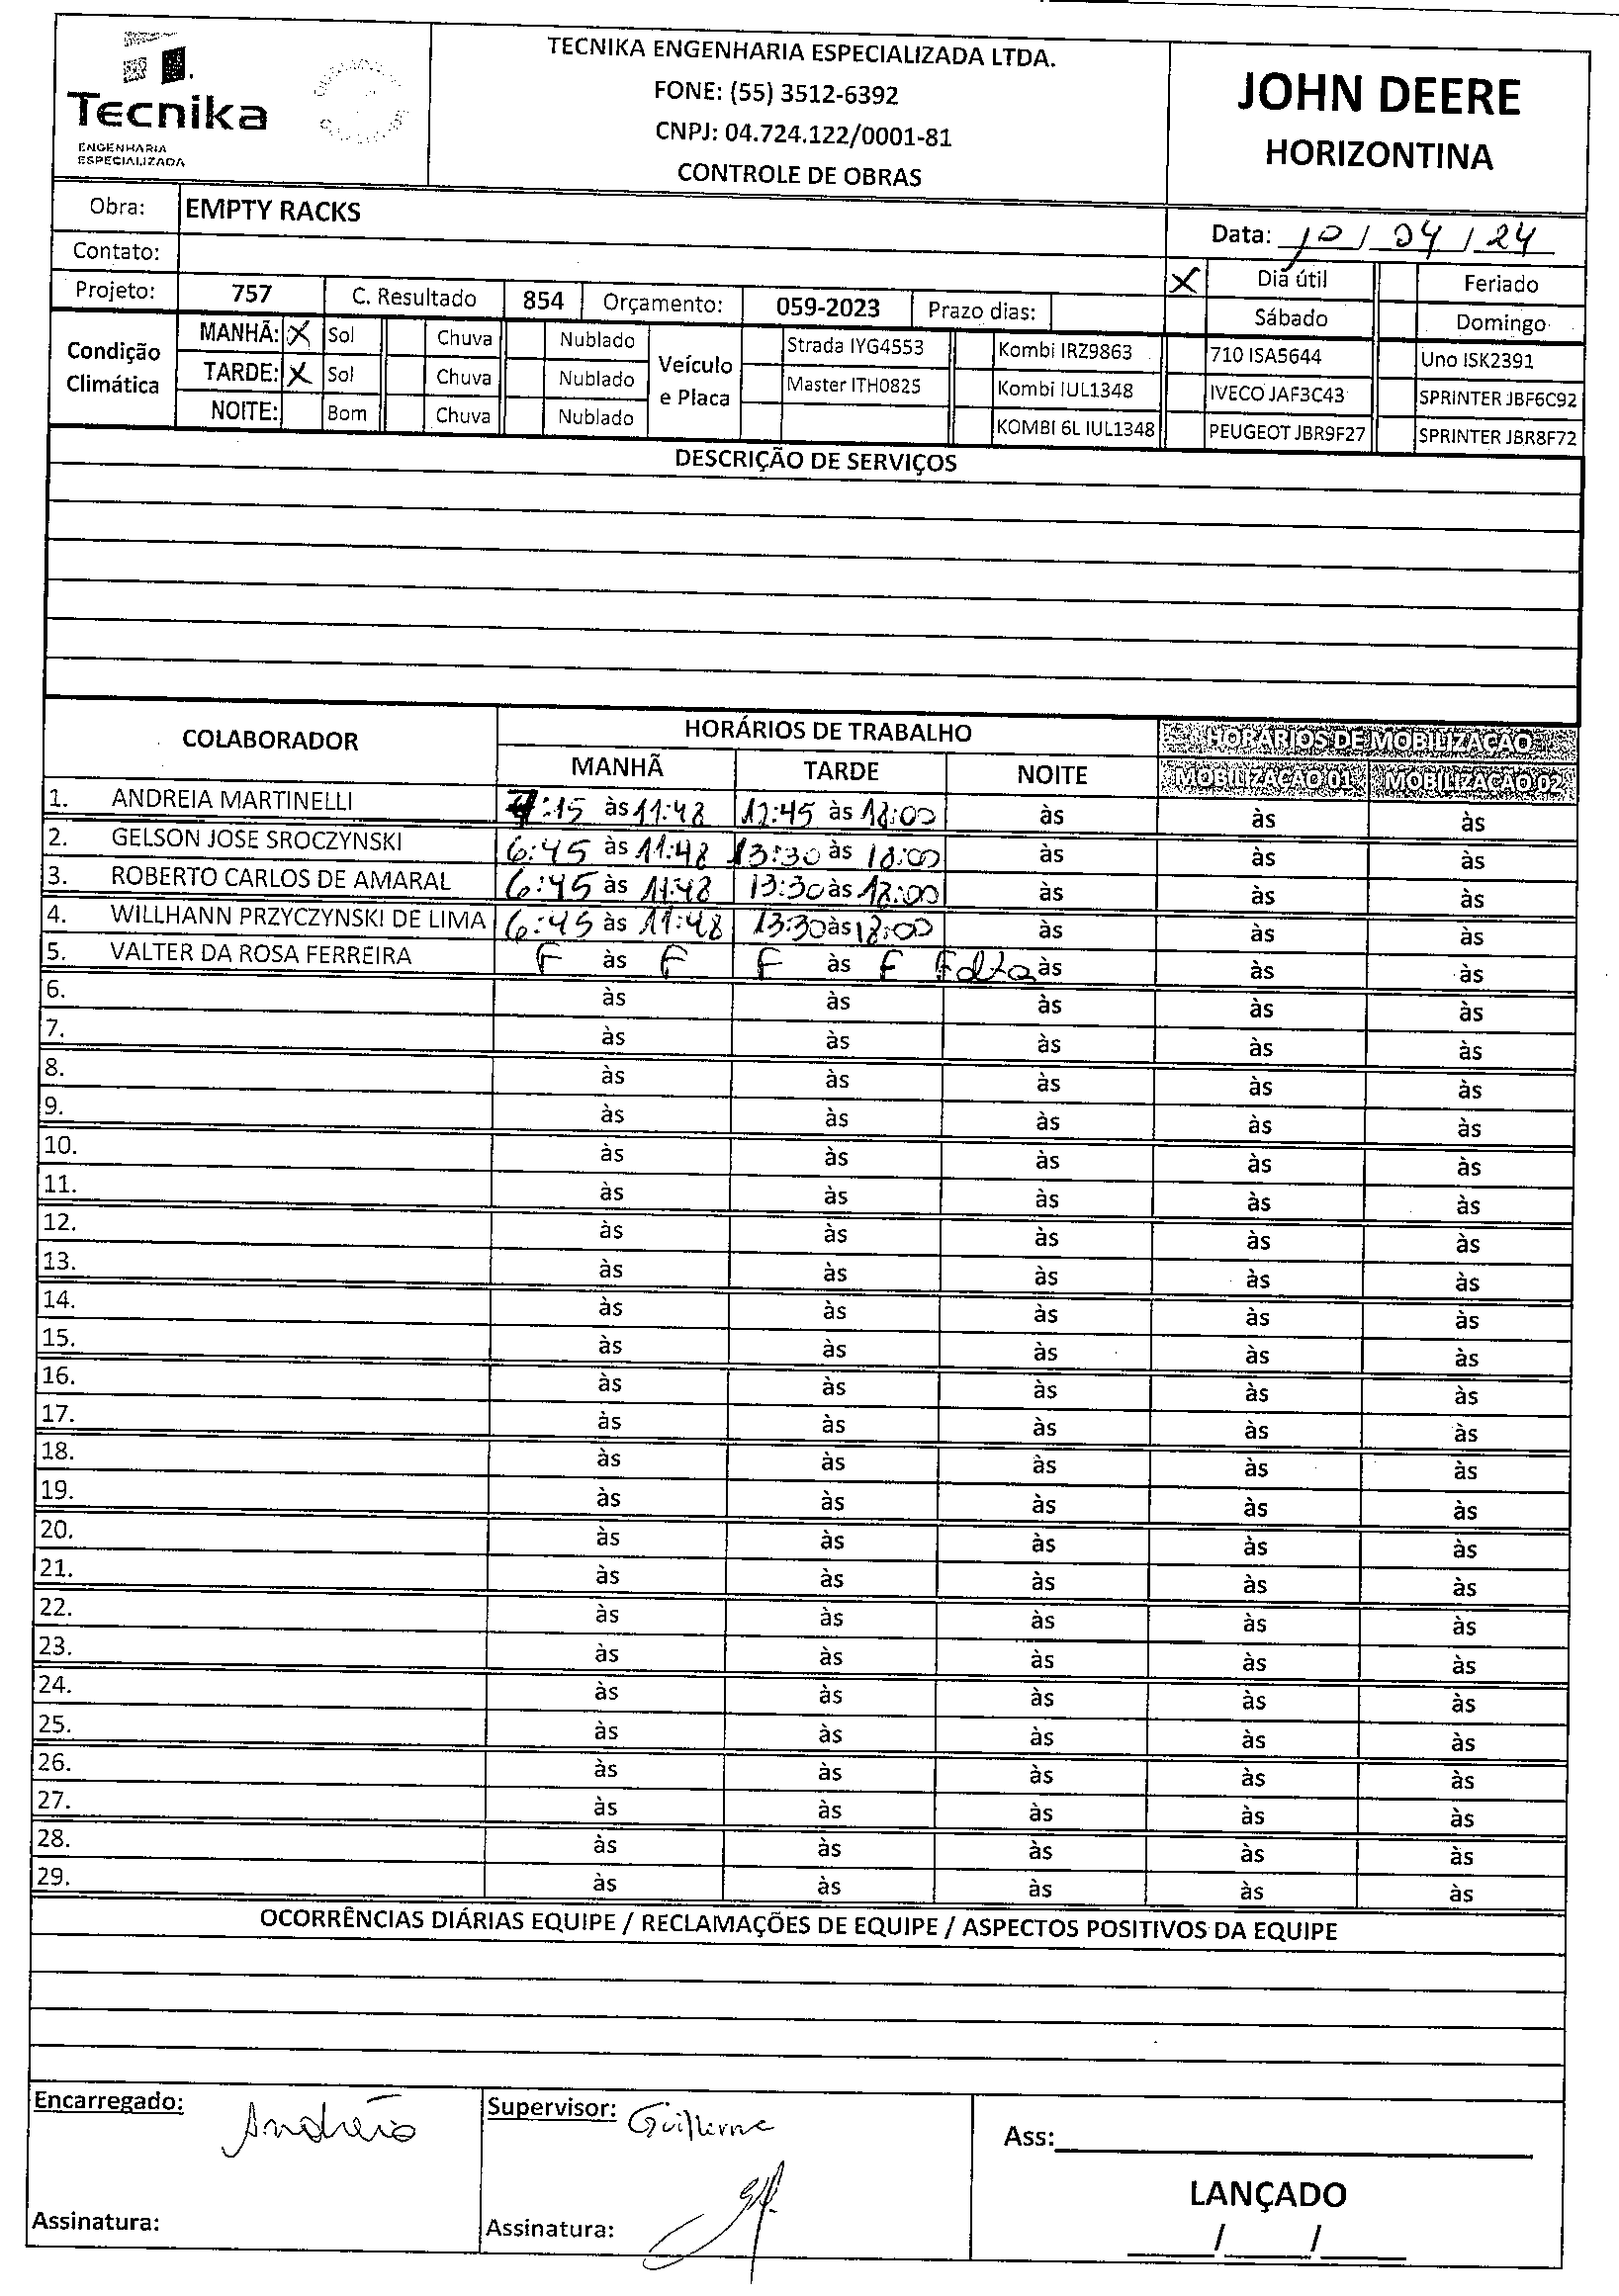 Tecnika
ENGENHARIA
ESPECIALIZADA
TECNIKA ENGENHARIA ESPECIALIZADA LTDA.
FONE: (55) 3512-6392
CNPJ: 04.724.122/0001-81
CONTROLE DE OBRAS
JOHN DEERE
HORIZONTINA
Obra: EMPTY RACKS
Data: 10 / 04 / 24
Contato:
X Dia útil Feriado
Projeto: 757 C. Resultado 854 Orçamento: 059-2023 Prazo dias:
Sábado Domingo
Condição Climática
MANHÃ: X Sol Chuva Nublado
TARDE: X Sol Chuva Nublado
NOITE: Bom Chuva Nublado
Veículo e Placa
Strada IYG4553 Kombi IRZ9863 710 ISA5644 Uno ISK2391
Master ITH0825 Kombi IUL1348 IVECO JAF3C43 SPRINTER JBF6C92
KOMBI 6L IUL1348 PEUGEOT JBR9F27 SPRINTER JBR8F72
DESCRIÇÃO DE SERVIÇOS
COLABORADOR HORÁRIOS DE TRABALHO HORÁRIOS DE MOBILIZAÇÃO
MANHÃ TARDE NOITE MOBILIZAÇÃO 01 MOBILIZAÇÃO 02
1. ANDREIA MARTINELLI 7:15 às 11:48 12:45 às 18:00 às às às
2. GELSON JOSE SROCZYNSKI 6:45 às 11:48 13:30 às 18:00 às às às
3. ROBERTO CARLOS DE AMARAL 6:45 às 11:48 13:30 às 18:00 às às às
4. WILLHANN PRZYCZYNSKI DE LIMA 6:45 às 11:48 13:30 às 18:00 às às às
5. VALTER DA ROSA FERREIRA F às F F às F Falta às às às
6. às às às às às
7. às às às às às
8. às às às às às
9. às às às às às
10. às às às às às
11. às às às às às
12. às às às às às
13. às às às às às
14. às às às às às
15. às às às às às
16. às às às às às
17. às às às às às
18. às às às às às
19. às às às às às
20. às às às às às
21. às às às às às
22. às às às às às
23. às às às às às
24. às às às às às
25. às às às às às
26. às às às às às
27. às às às às às
28. às às às às às
29. às às às às às
OCORRÊNCIAS DIÁRIAS EQUIPE / RECLAMAÇÕES DE EQUIPE / ASPECTOS POSITIVOS DA EQUIPE
Encarregado: Andréia
Supervisor: Guilherme
Ass:
LANÇADO
Assinatura:
Assinatura:
/ /